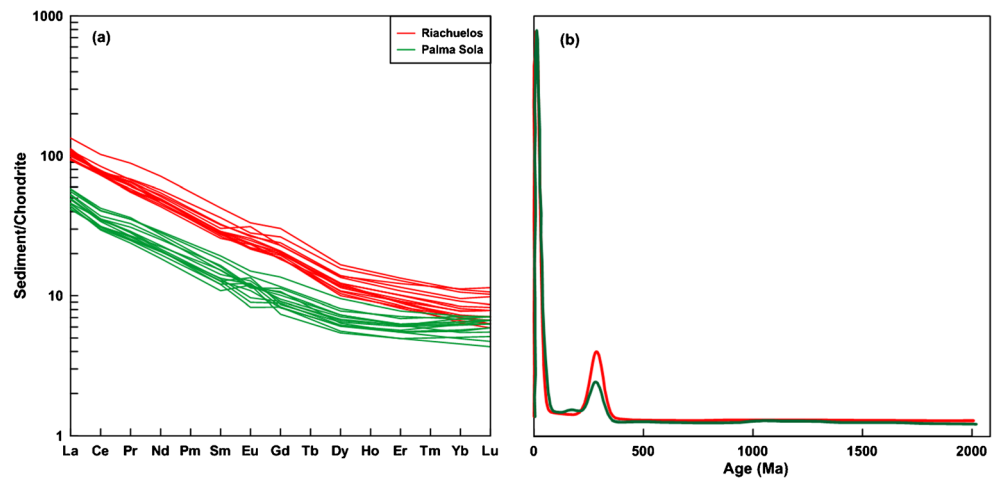 1000
(a)
Riachuelos
Palma Sola
100
10
1
Sediment/Chondrite
La Ce Pr Nd Pm Sm Eu Gd Tb Dy Ho Er Tm Yb Lu
(b)
0 500 1000 1500 2000
Age (Ma)